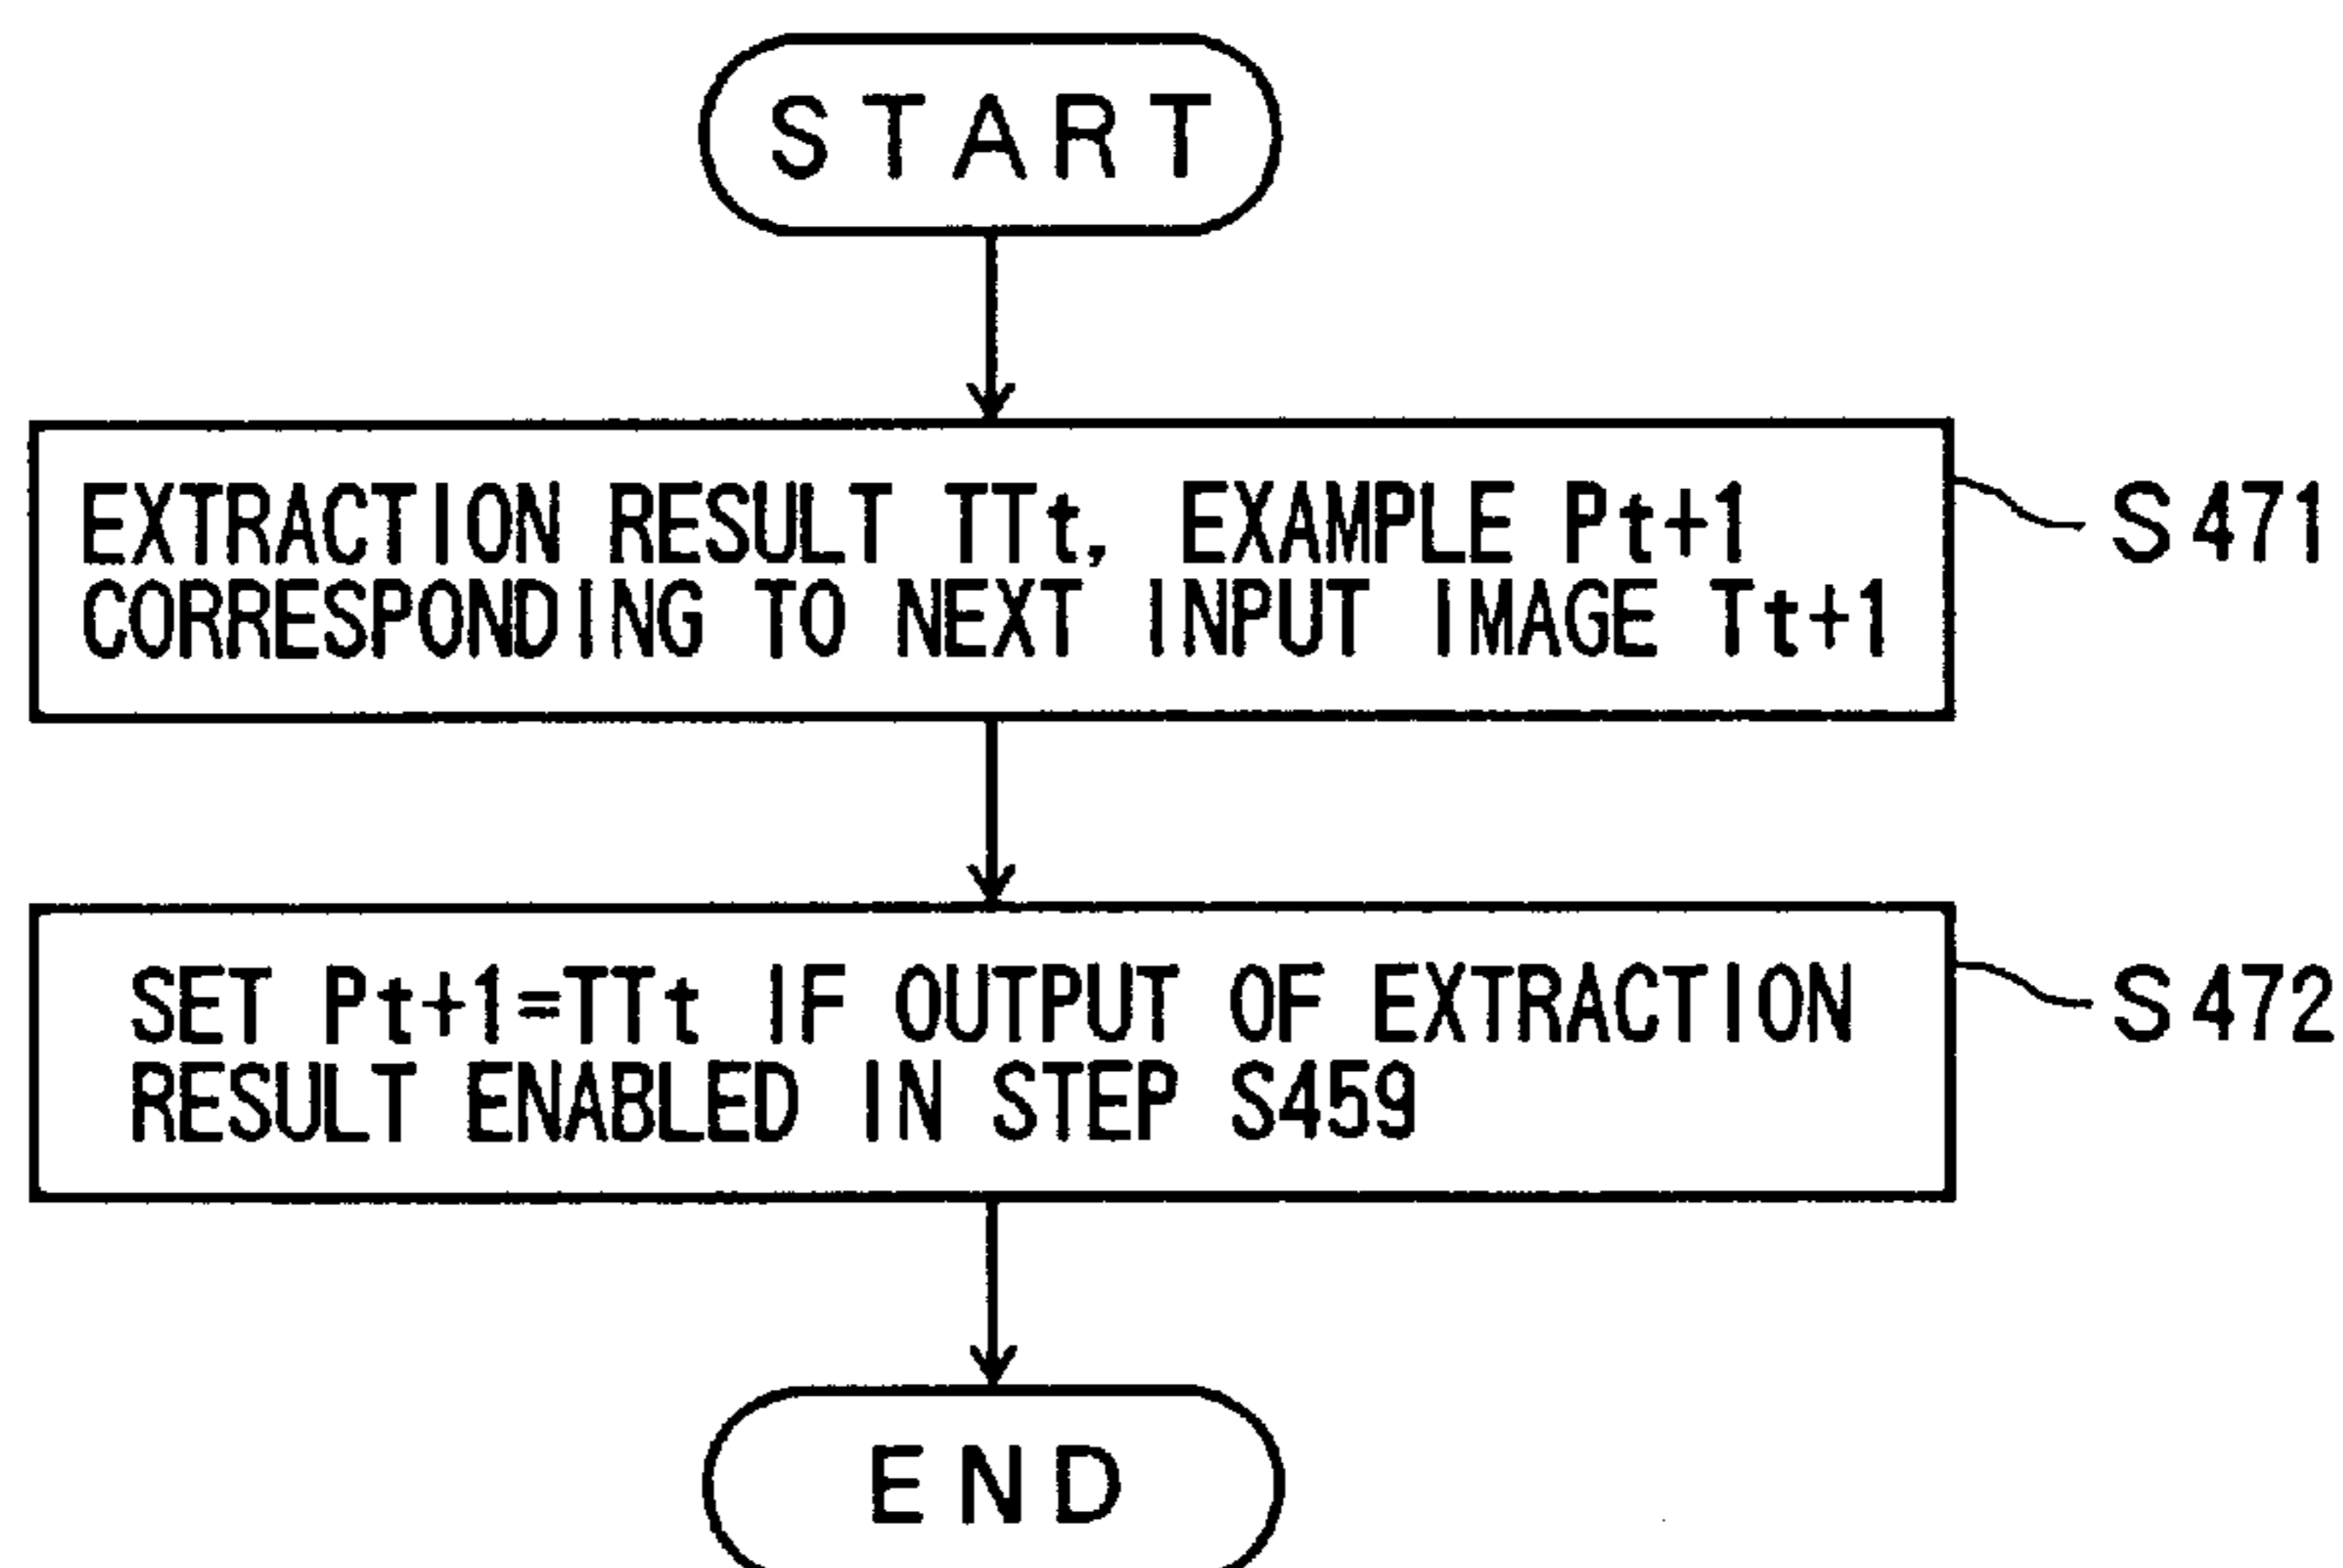 START
EXTRACTION RESULT TTt, EXAMPLE Pt+1
CORRESPONDING TO NEXT INPUT IMAGE Tt+1
S471
SET Pt+1=TTt IF OUTPUT OF EXTRACTION
RESULT ENABLED IN STEP S459
S472
END